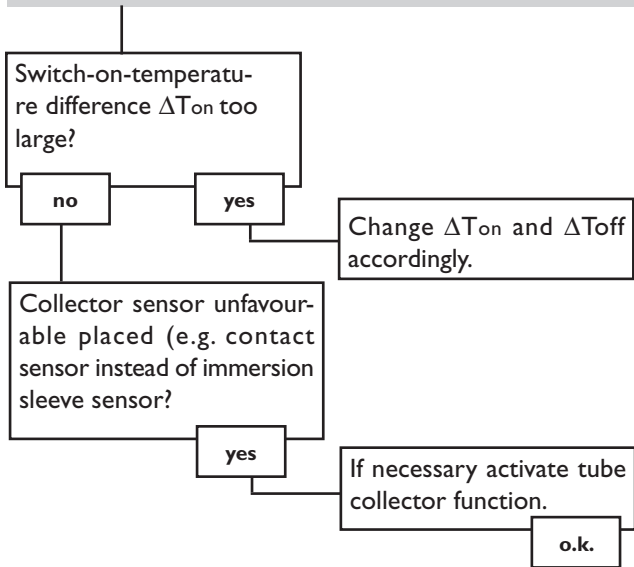 Switch-on-temperatu-
re difference ΔTon too
large?
no
yes
Change ΔTon and ΔToff
accordingly.
Collector sensor unfavour-
able placed (e.g. contact
sensor instead of immersion
sleeve sensor?
yes
If necessary activate tube
collector function.
o.k.